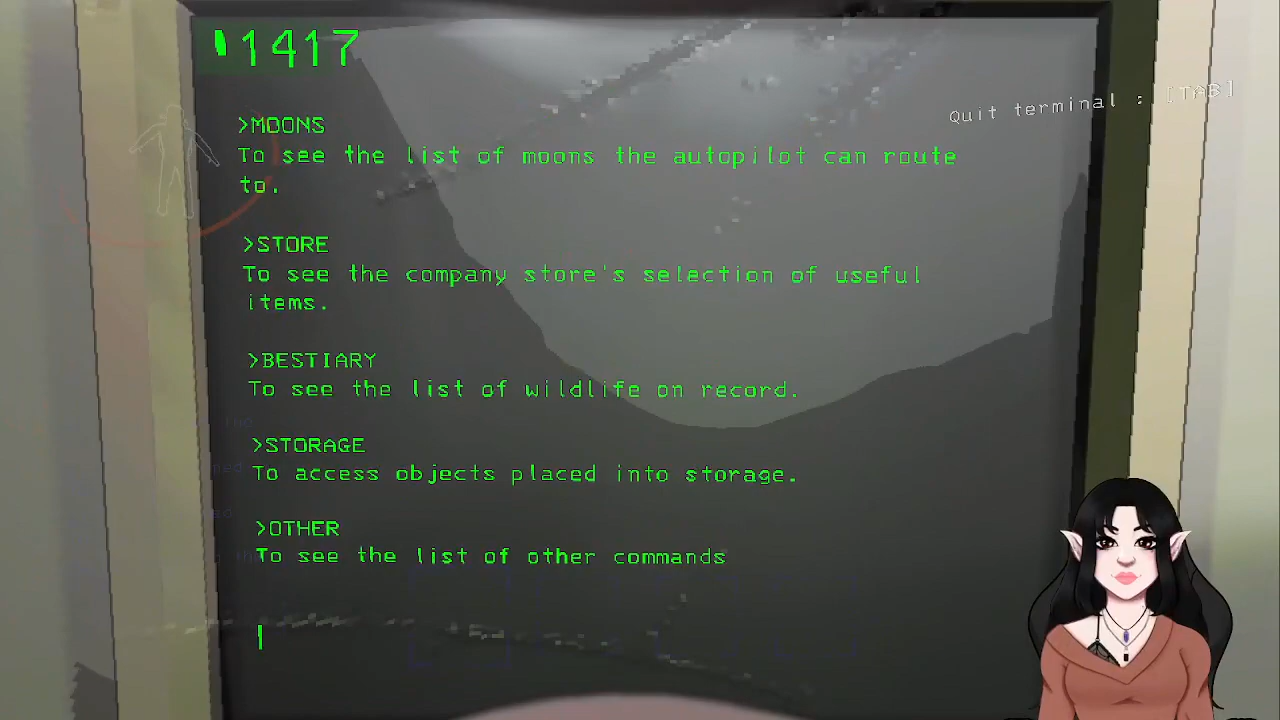 1417
Quit terminal : [TAB]
>MOONS
To see the list of moons the autopilot can route
to.
>STORE
To see the company store's selection of useful
items.
>BESTIARY
To see the list of wildlife on record.
>STORAGE
To access objects placed into storage.
>OTHER
To see the list of other commands